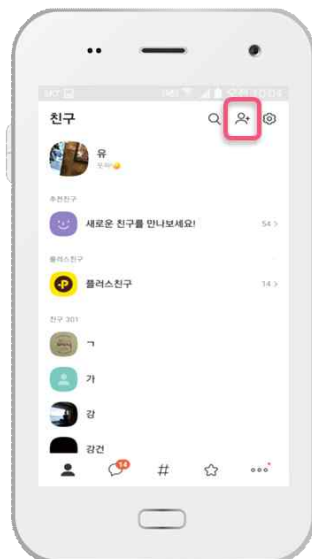 친구
유
추천친구
새로운 친구를 만나보세요!
54 >
플러스친구
플러스친구
14 >
친구 301
ㄱ
가
강
강건
14
#